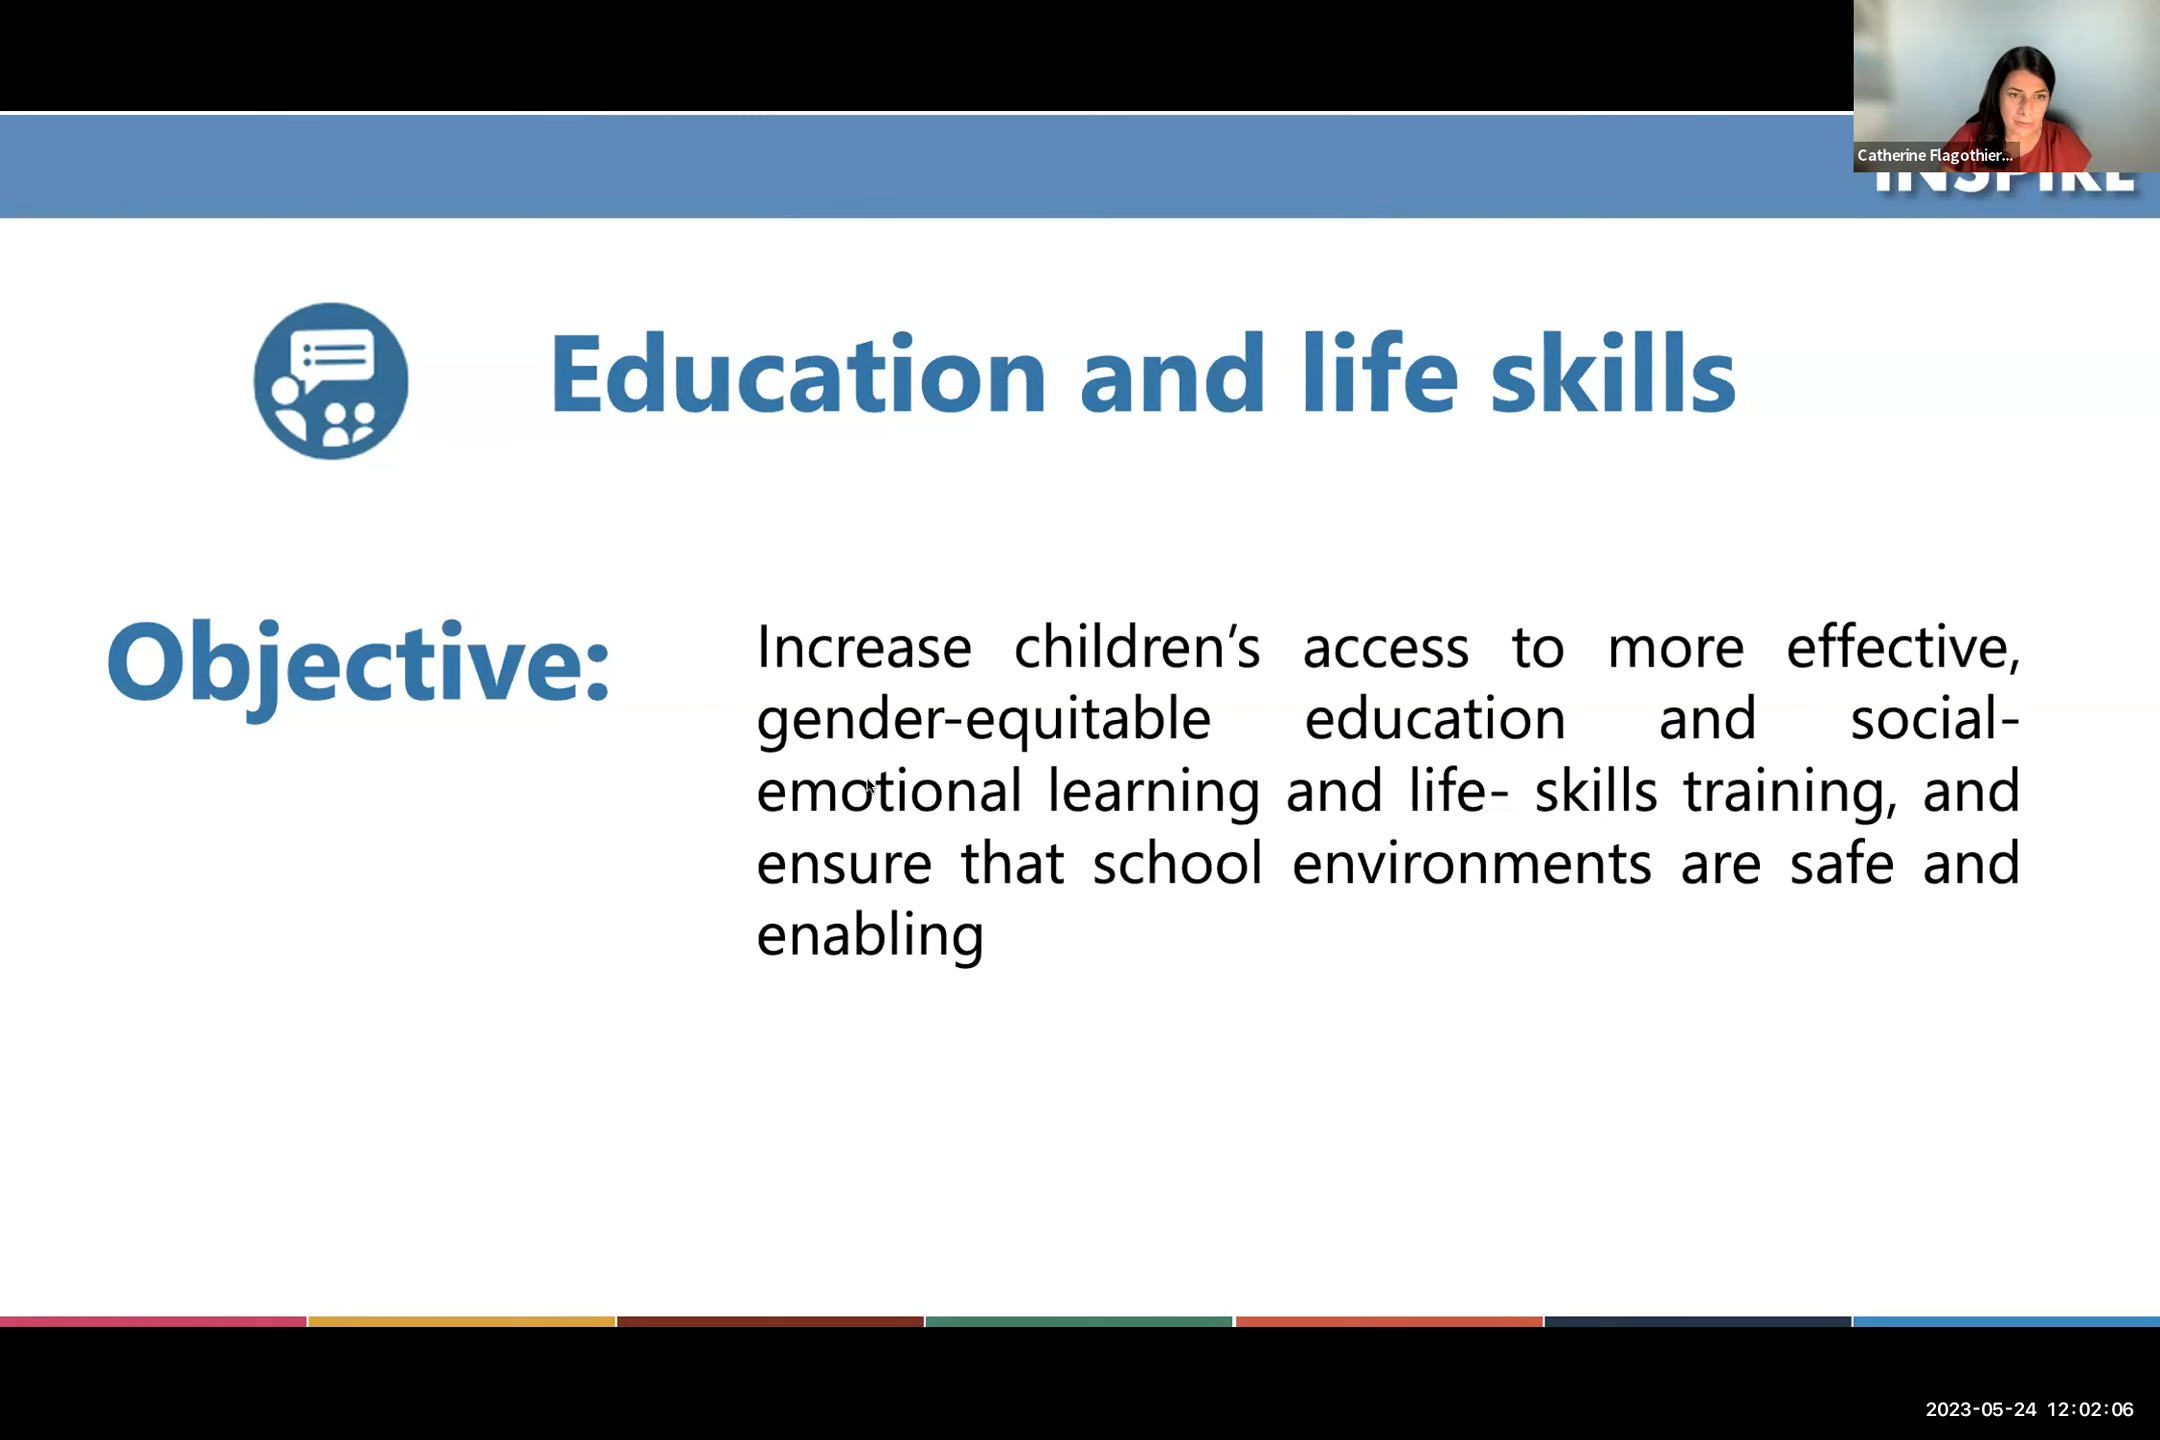 Catherine Flagothier...
INSPIRE
Education and life skills
Objective:
Increase children’s access to more effective,
gender-equitable education and social-
emotional learning and life- skills training, and
ensure that school environments are safe and
enabling
2023-05-24 12:02:06